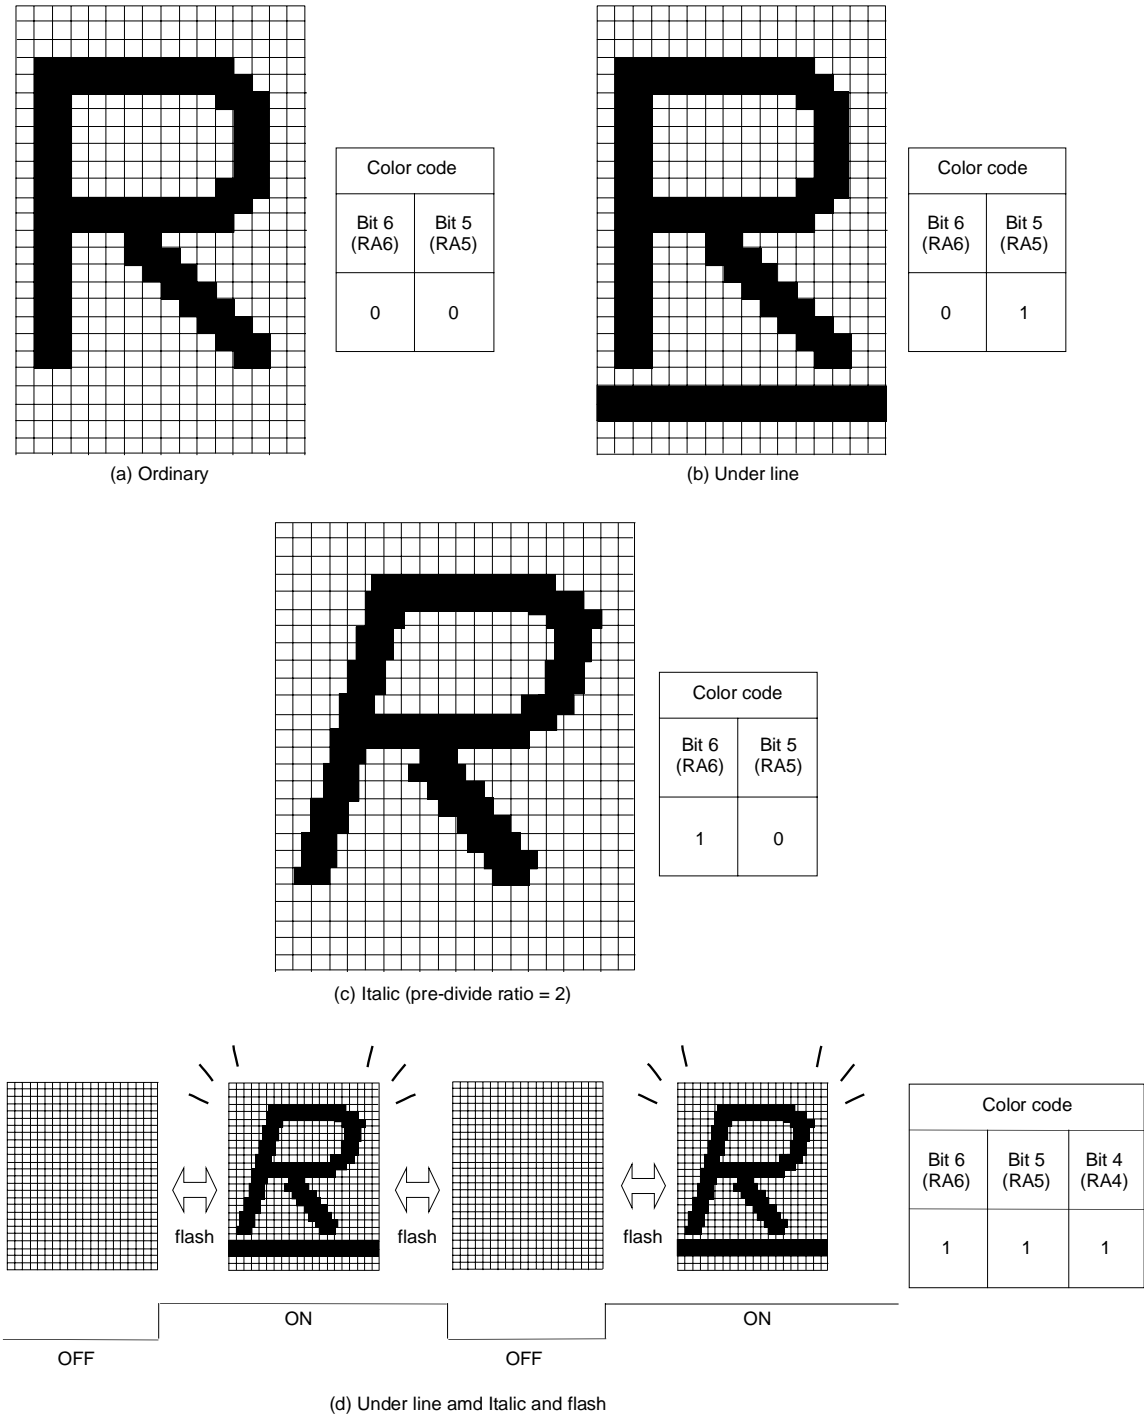 Color code
Bit 6 (RA6) Bit 5 (RA5)
0 0
(a) Ordinary
Color code
Bit 6 (RA6) Bit 5 (RA5)
0 1
(b) Under line
Color code
Bit 6 (RA6) Bit 5 (RA5)
1 0
(c) Italic (pre-divide ratio = 2)
flash flash flash
Color code
Bit 6 (RA6) Bit 5 (RA5) Bit 4 (RA4)
1 1 1
OFF ON OFF ON
(d) Under line amd Italic and flash